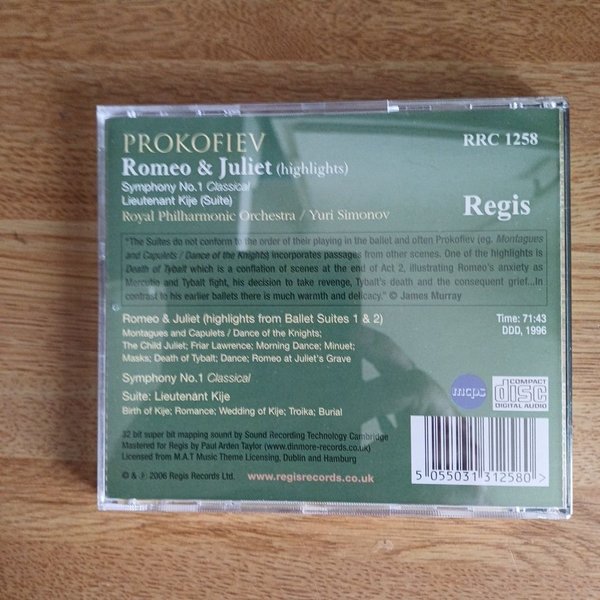 PROKOFIEV
RRC 1258
Romeo & Juliet (highlights)
Symphony No.1 Classical
Lieutenant Kije (Suite)
Regis
Royal Philharmonic Orchestra / Yuri Simonov
"The Suites do not conform to the order of their playing in the ballet and often Prokofiev (eg. Montagues
and Capulets / Dance of the Knights) incorporates passages from other scenes. One of the highlights is
Death of Tybalt which is a conflation of scenes at the end of Act 2, illustrating Romeo's anxiety as
Mercutio and Tybalt fight, his decision to take revenge, Tybalt's death and the consequent grief...In
contrast to his earlier ballets there is much warmth and delicacy." © James Murray
Romeo & Juliet (highlights from Ballet Suites 1 & 2)
Time: 71:43
DDD, 1996
Montagues and Capulets / Dance of the Knights;
The Child Juliet; Friar Lawrence; Morning Dance; Minuet;
Masks; Death of Tybalt; Dance; Romeo at Juliet's Grave
Symphony No.1 Classical
mcps
COMPACT
disc
DIGITAL AUDIO
Suite: Lieutenant Kije
Birth of Kije; Romance; Wedding of Kije; Troika; Burial
32 bit super bit mapping sound by Sound Recording Technology Cambridge
Mastered for Regis by Paul Arden Taylor (www.dinmore-records.co.uk)
Licensed from M.A.T Music Theme Licensing, Dublin and Hamburg
© & ℗ 2006 Regis Records Ltd.
www.regisrecords.co.uk
5 055031 312580 >